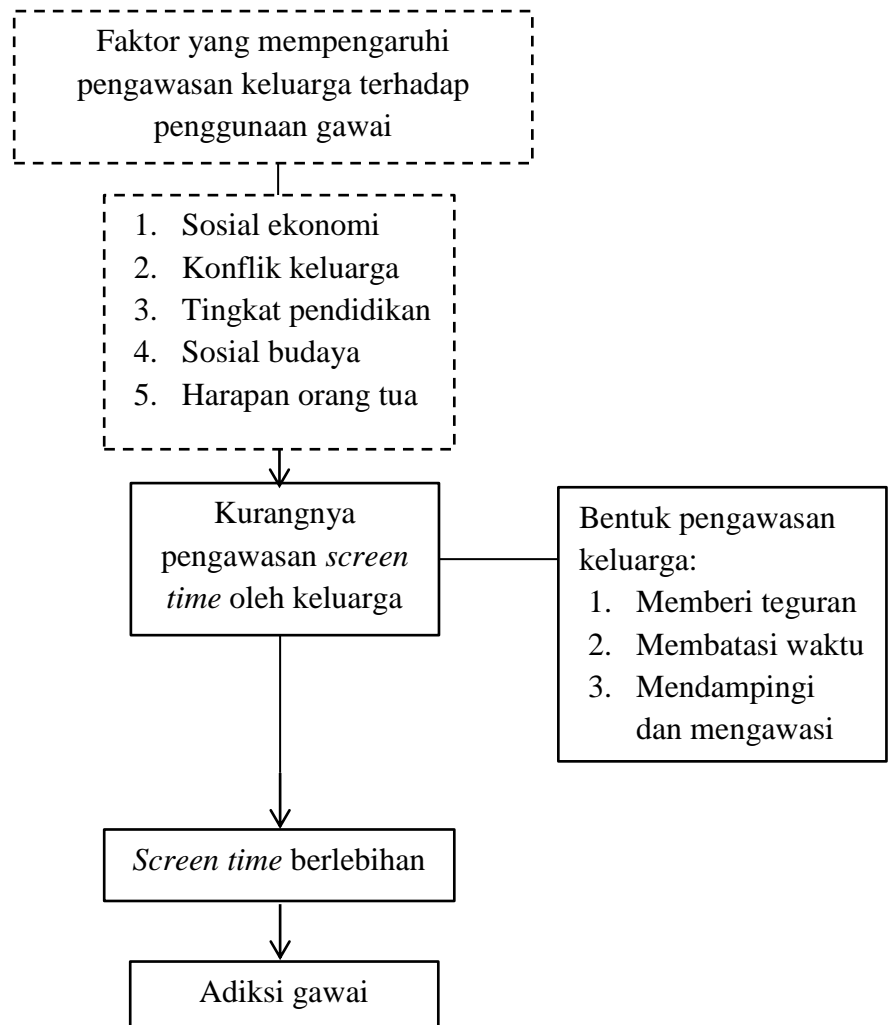 Faktor yang mempengaruhi
pengawasan keluarga terhadap
penggunaan gawai
1. Sosial ekonomi
2. Konflik keluarga
3. Tingkat pendidikan
4. Sosial budaya
5. Harapan orang tua
Kurangnya
pengawasan screen
time oleh keluarga
Bentuk pengawasan
keluarga:
1. Memberi teguran
2. Membatasi waktu
3. Mendampingi
dan mengawasi
Screen time berlebihan
Adiksi gawai